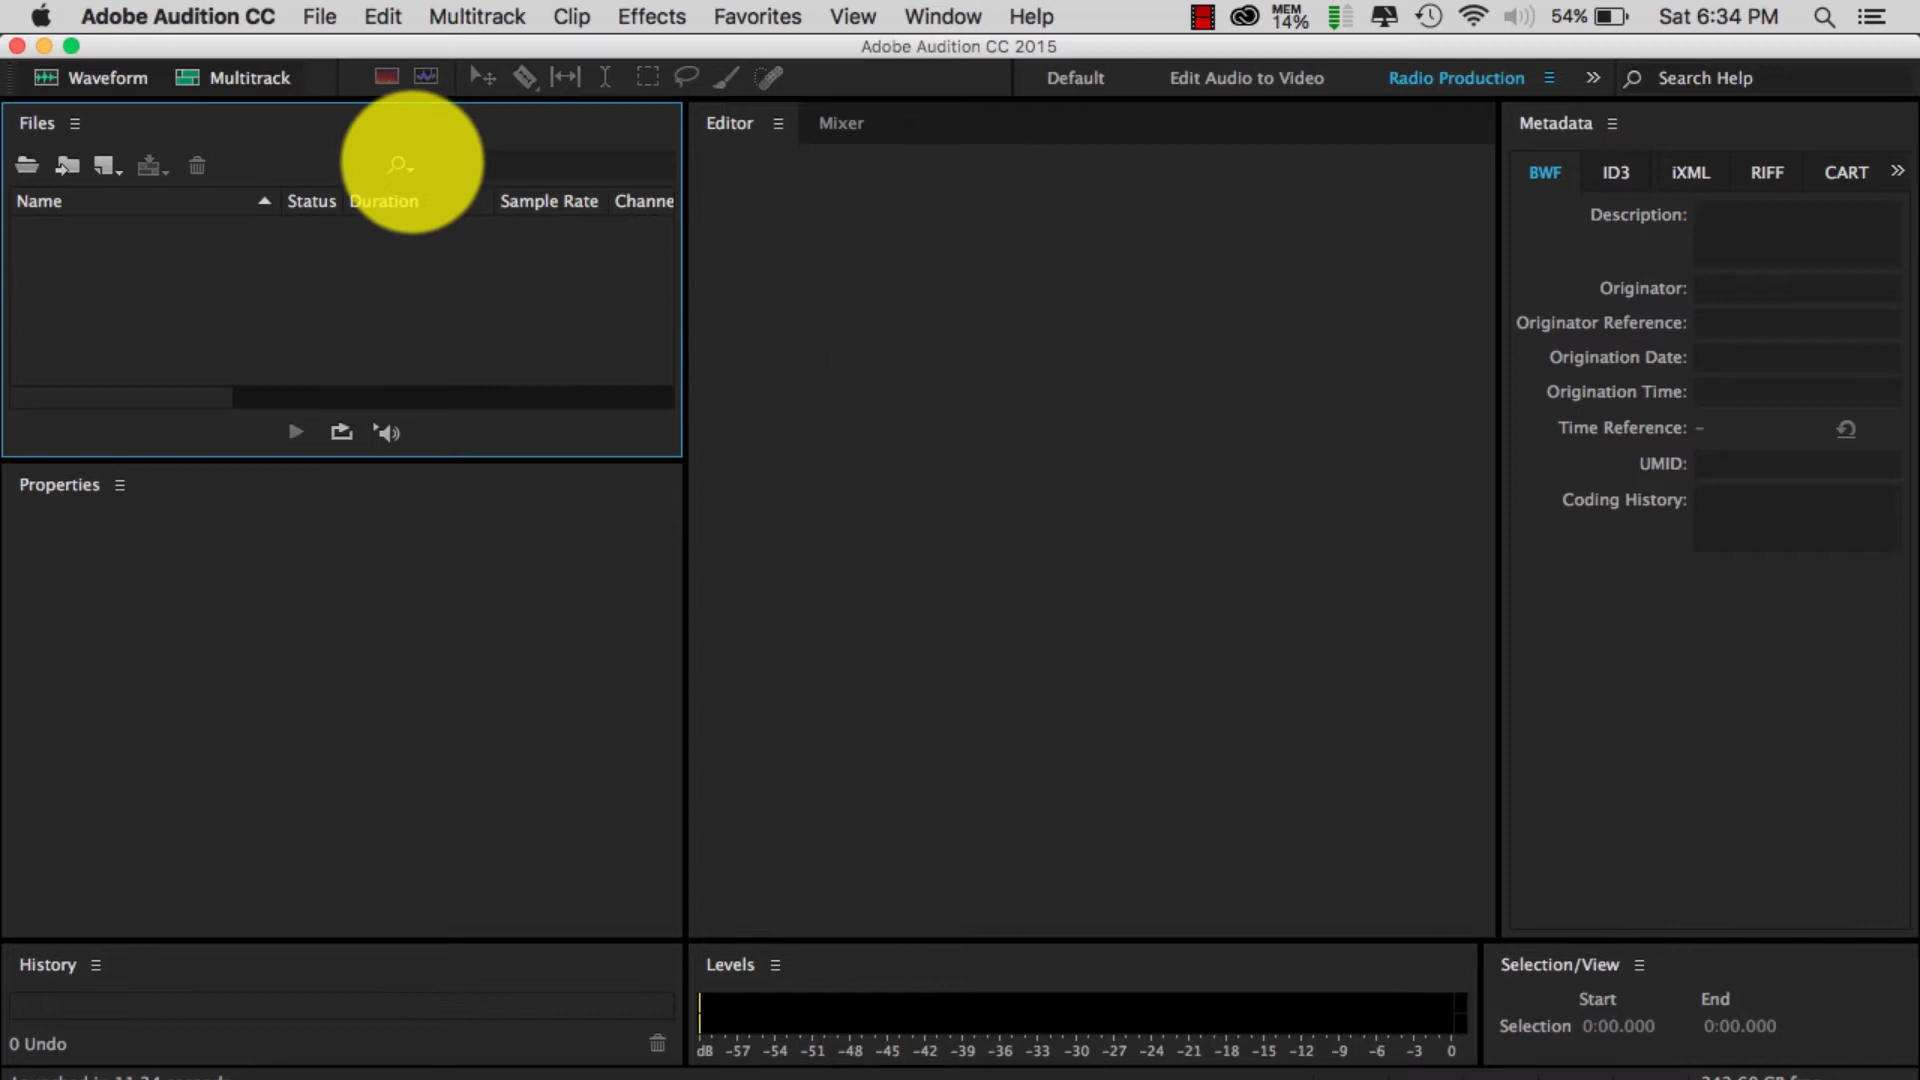 Adobe Audition CC File Edit Multitrack Clip Effects Favorites View Window Help MEM 14% 54% Sat 6:34 PM
Adobe Audition CC 2015
Waveform Multitrack Default Edit Audio to Video Radio Production Search Help
Files
Name Status Duration Sample Rate Channe
Properties
History
0 Undo
Editor Mixer
Levels
dB -57 -54 -51 -48 -45 -42 -39 -36 -33 -30 -27 -24 -21 -18 -15 -12 -9 -6 -3 0
Metadata
BWF ID3 iXML RIFF CART
Description:
Originator:
Originator Reference:
Origination Date:
Origination Time:
Time Reference: -
UMID:
Coding History:
Selection/View
Start End
Selection 0:00.000 0:00.000